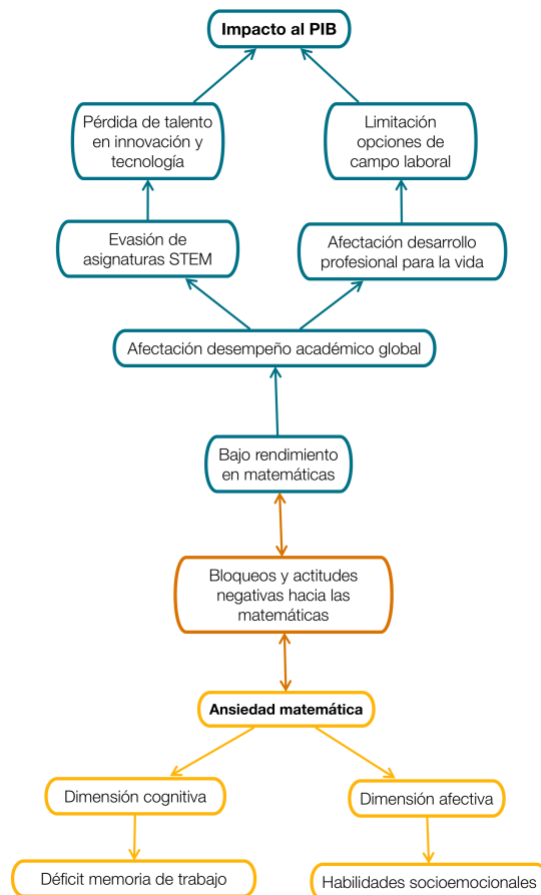 Impacto al PIB
Pérdida de talento
en innovación y
tecnología
Limitación
opciones de
campo laboral
Evasión de
asignaturas STEM
Afectación desarrollo
profesional para la vida
Afectación desempeño académico global
Bajo rendimiento
en matemáticas
Bloqueos y actitudes
negativas hacia las
matemáticas
Ansiedad matemática
Dimensión cognitiva
Dimensión afectiva
Déficit memoria de trabajo
Habilidades socioemocionales